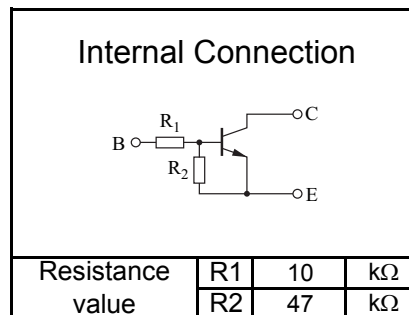 Internal Connection
C
R1
B
R2
E
Resistance value R1 10 kΩ
R2 47 kΩ